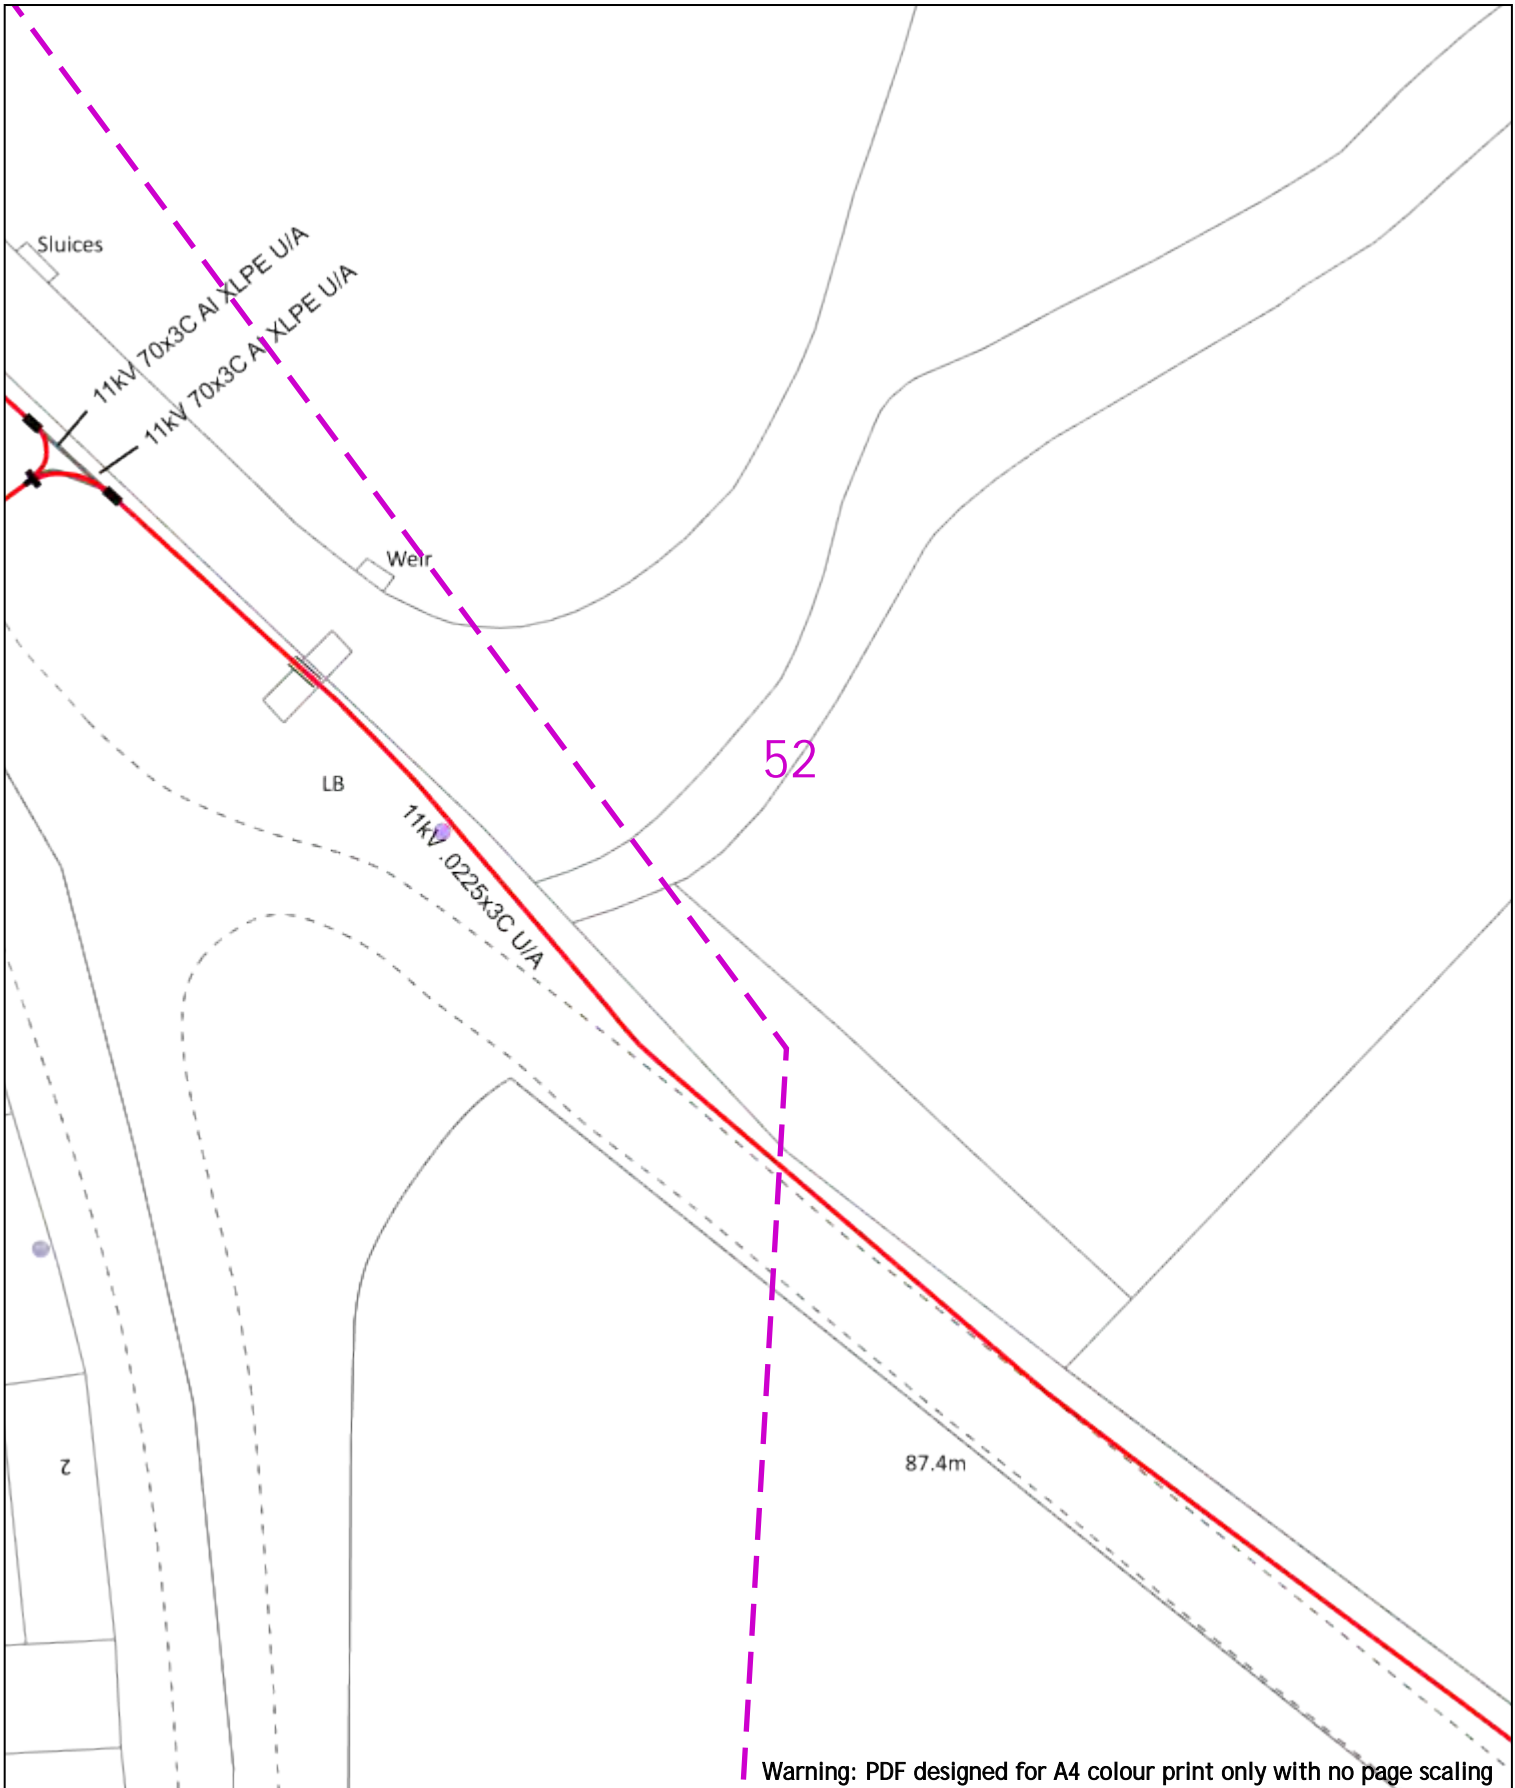 Sluices
11kV 70x3C Al XLPE U/A
11kV 70x3C Al XLPE U/A
Weir
52
LB
11kV .0225x3C U/A
87.4m
Warning: PDF designed for A4 colour print only with no page scaling